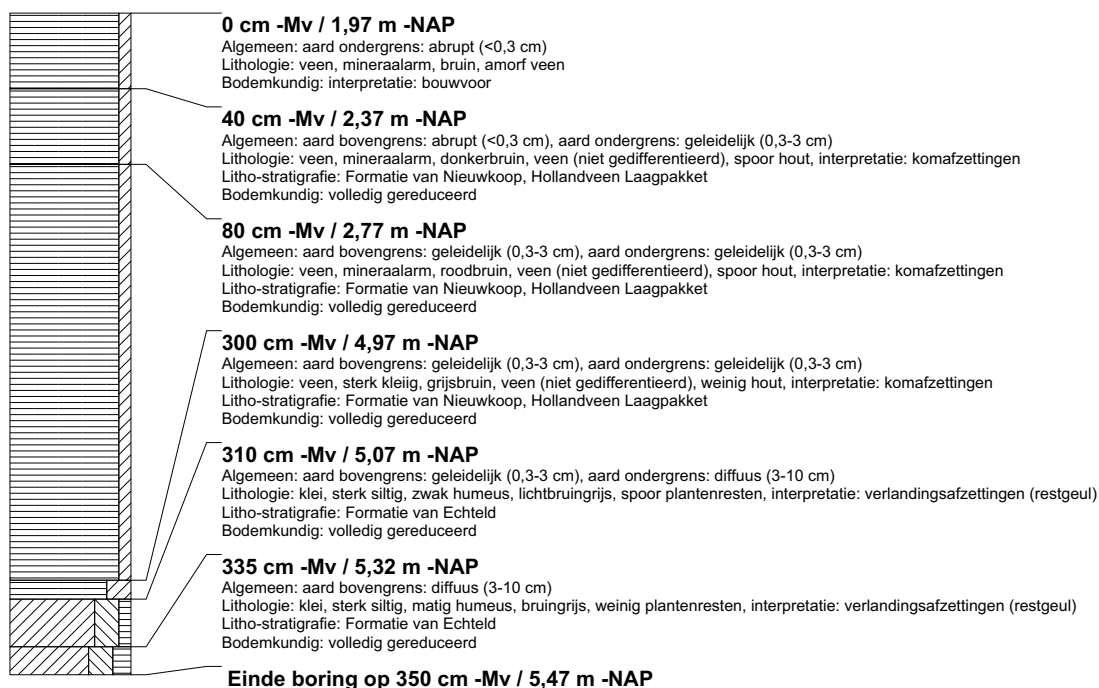 0 cm -Mv / 1,97 m -NAP
Algemeen: aard ondergrens: abrupt (<0,3 cm)
Lithologie: veen, mineraalarm, bruin, amorf veen
Bodemkundig: interpretatie: bouwvoor
40 cm -Mv / 2,37 m -NAP
Algemeen: aard bovengrens: abrupt (<0,3 cm), aard ondergrens: geleidelijk (0,3-3 cm)
Lithologie: veen, mineraalarm, donkerbruin, veen (niet gedifferentieerd), spoor hout, interpretatie: komafzettingen
Litho-stratigrafie: Formatie van Nieuwkoop, Hollandveen Laagpakket
Bodemkundig: volledig gereduceerd
80 cm -Mv / 2,77 m -NAP
Algemeen: aard bovengrens: geleidelijk (0,3-3 cm), aard ondergrens: geleidelijk (0,3-3 cm)
Lithologie: veen, mineraalarm, roodbruin, veen (niet gedifferentieerd), spoor hout, interpretatie: komafzettingen
Litho-stratigrafie: Formatie van Nieuwkoop, Hollandveen Laagpakket
Bodemkundig: volledig gereduceerd
300 cm -Mv / 4,97 m -NAP
Algemeen: aard bovengrens: geleidelijk (0,3-3 cm), aard ondergrens: geleidelijk (0,3-3 cm)
Lithologie: veen, sterk kleiig, grijsbruin, veen (niet gedifferentieerd), weinig hout, interpretatie: komafzettingen
Litho-stratigrafie: Formatie van Nieuwkoop, Hollandveen Laagpakket
Bodemkundig: volledig gereduceerd
310 cm -Mv / 5,07 m -NAP
Algemeen: aard bovengrens: geleidelijk (0,3-3 cm), aard ondergrens: diffuus (3-10 cm)
Lithologie: klei, sterk siltig, zwak humeus, lichtbruingrijs, spoor plantenresten, interpretatie: verlandingsafzettingen (restgeul)
Litho-stratigrafie: Formatie van Echteld
Bodemkundig: volledig gereduceerd
335 cm -Mv / 5,32 m -NAP
Algemeen: aard bovengrens: diffuus (3-10 cm)
Lithologie: klei, sterk siltig, matig humeus, bruingrijs, weinig plantenresten, interpretatie: verlandingsafzettingen (restgeul)
Litho-stratigrafie: Formatie van Echteld
Bodemkundig: volledig gereduceerd
Einde boring op 350 cm -Mv / 5,47 m -NAP